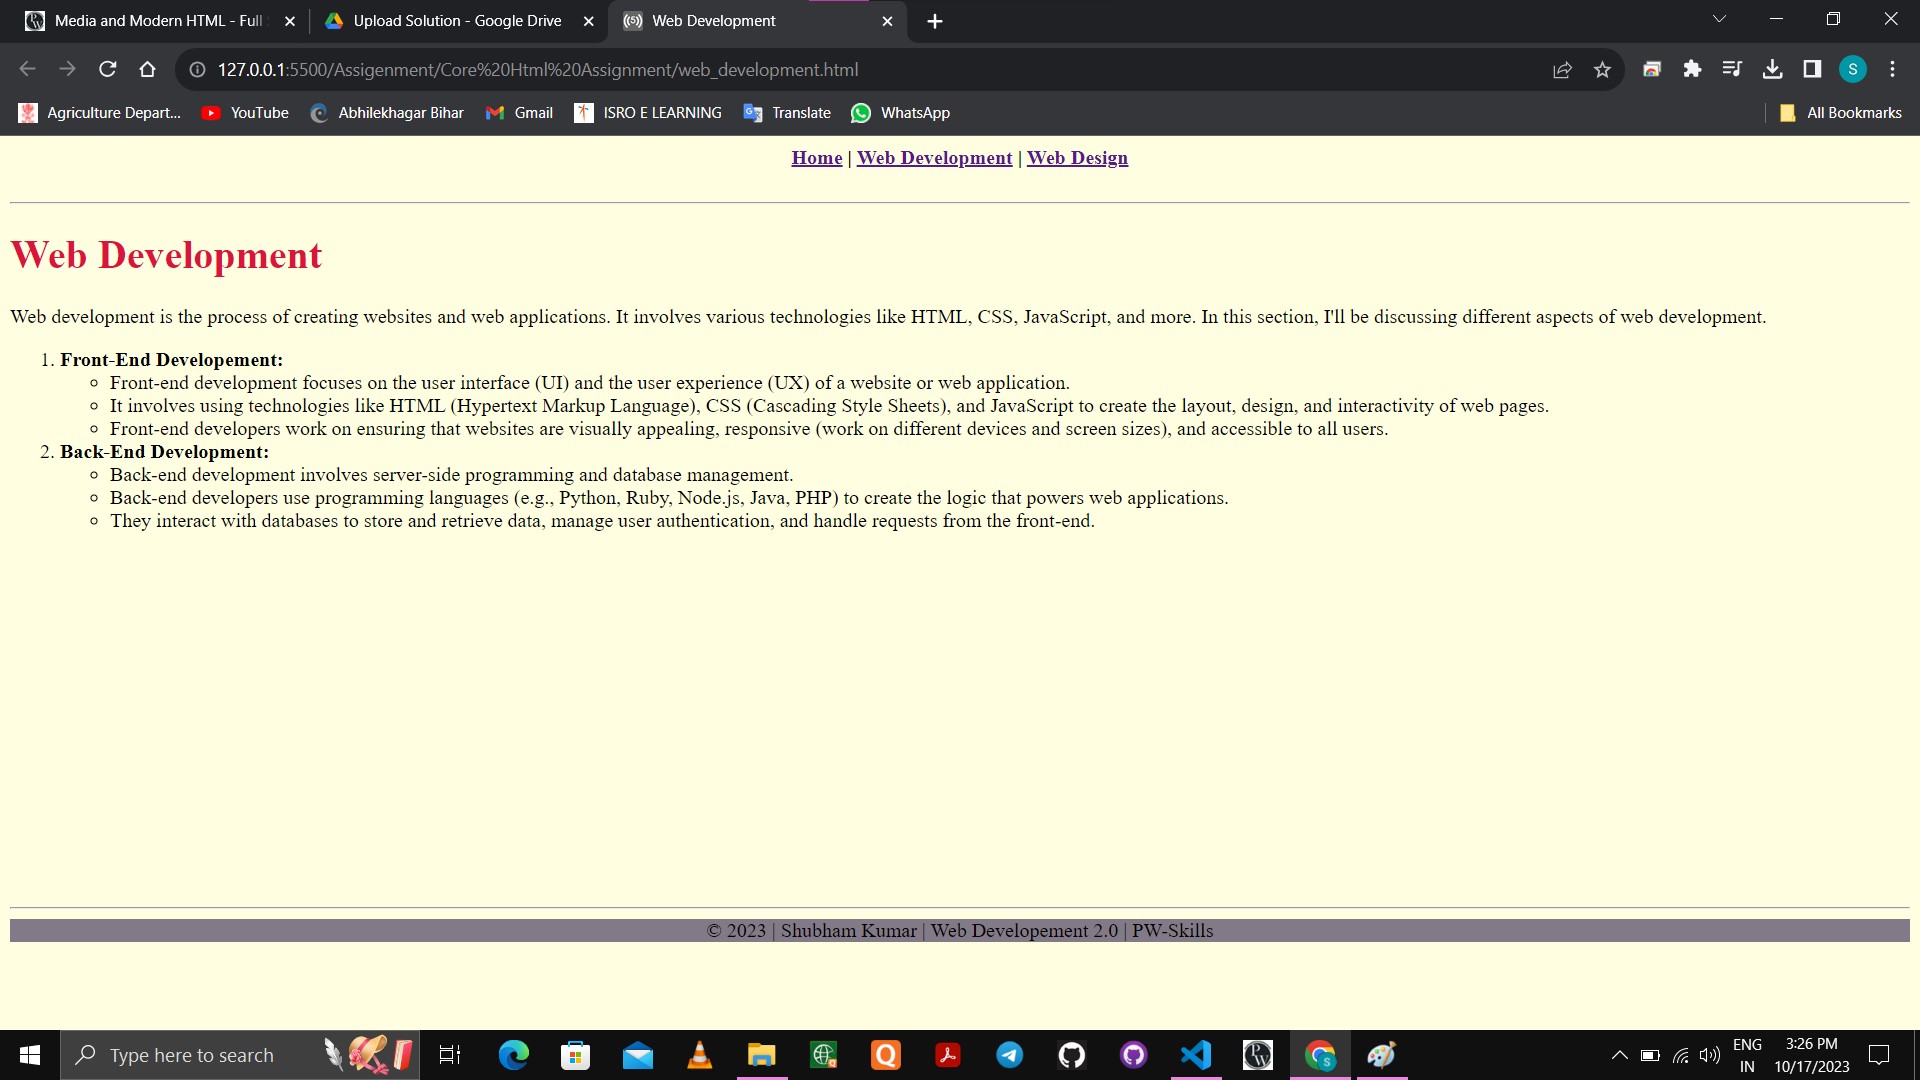 Media and Modern HTML - Full
Upload Solution - Google Drive
Web Development
127.0.0.1:5500/Assigenment/Core%20Html%20Assignment/web_development.html
S
Agriculture Depart...
YouTube
Abhilekhagar Bihar
Gmail
ISRO E LEARNING
Translate
WhatsApp
All Bookmarks
Home | Web Development | Web Design
Web Development
Web development is the process of creating websites and web applications. It involves various technologies like HTML, CSS, JavaScript, and more. In this section, I'll be discussing different aspects of web development.
1. Front-End Developement:
Front-end development focuses on the user interface (UI) and the user experience (UX) of a website or web application.
It involves using technologies like HTML (Hypertext Markup Language), CSS (Cascading Style Sheets), and JavaScript to create the layout, design, and interactivity of web pages.
Front-end developers work on ensuring that websites are visually appealing, responsive (work on different devices and screen sizes), and accessible to all users.
2. Back-End Development:
Back-end development involves server-side programming and database management.
Back-end developers use programming languages (e.g., Python, Ruby, Node.js, Java, PHP) to create the logic that powers web applications.
They interact with databases to store and retrieve data, manage user authentication, and handle requests from the front-end.
© 2023 | Shubham Kumar | Web Developement 2.0 | PW-Skills
Type here to search
ENG
IN
3:26 PM
10/17/2023